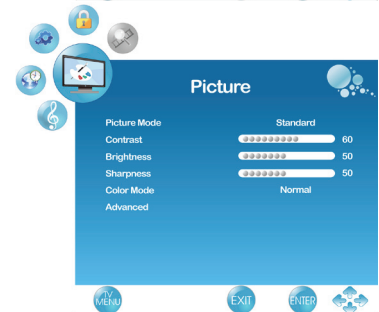 Picture
Picture Mode Standard
Contrast 60
Brightness 50
Sharpness 50
Color Mode Normal
Advanced
TV MENU EXIT ENTER